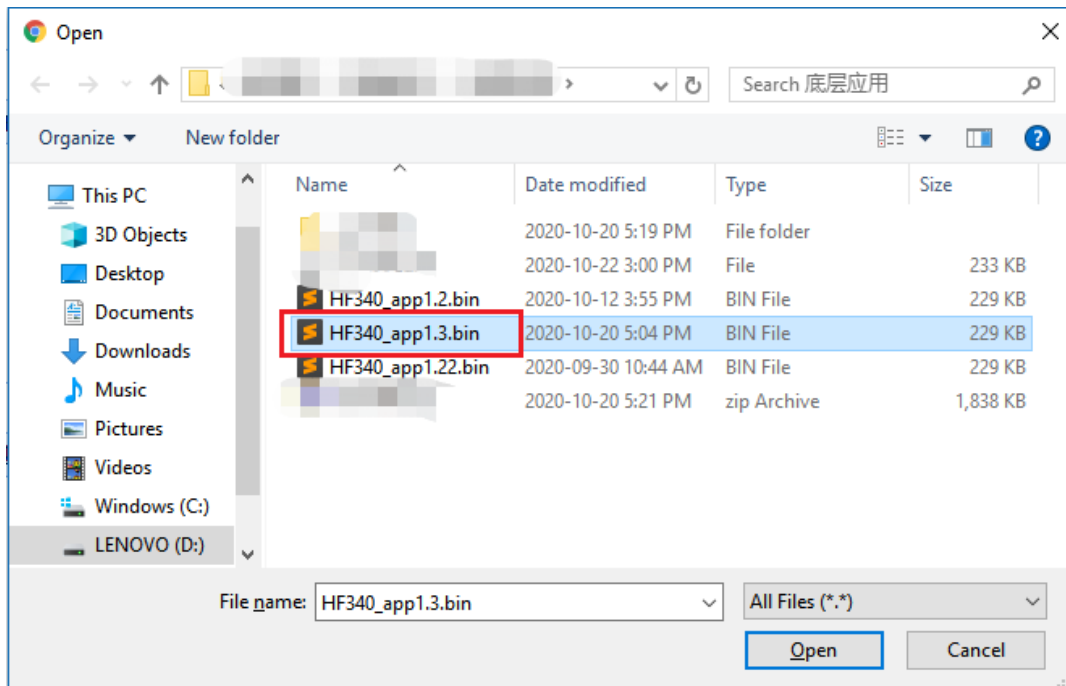 Open
Search 底层应用
Organize New folder
Name Date modified Type Size
This PC
3D Objects
Desktop
Documents
Downloads
Music
Pictures
Videos
Windows (C:)
LENOVO (D:)
2020-10-20 5:19 PM File folder
2020-10-22 3:00 PM File 233 KB
HF340_app1.2.bin 2020-10-12 3:55 PM BIN File 229 KB
HF340_app1.3.bin 2020-10-20 5:04 PM BIN File 229 KB
HF340_app1.22.bin 2020-09-30 10:44 AM BIN File 229 KB
2020-10-20 5:21 PM zip Archive 1,838 KB
File name: HF340_app1.3.bin All Files (*.*)
Open Cancel